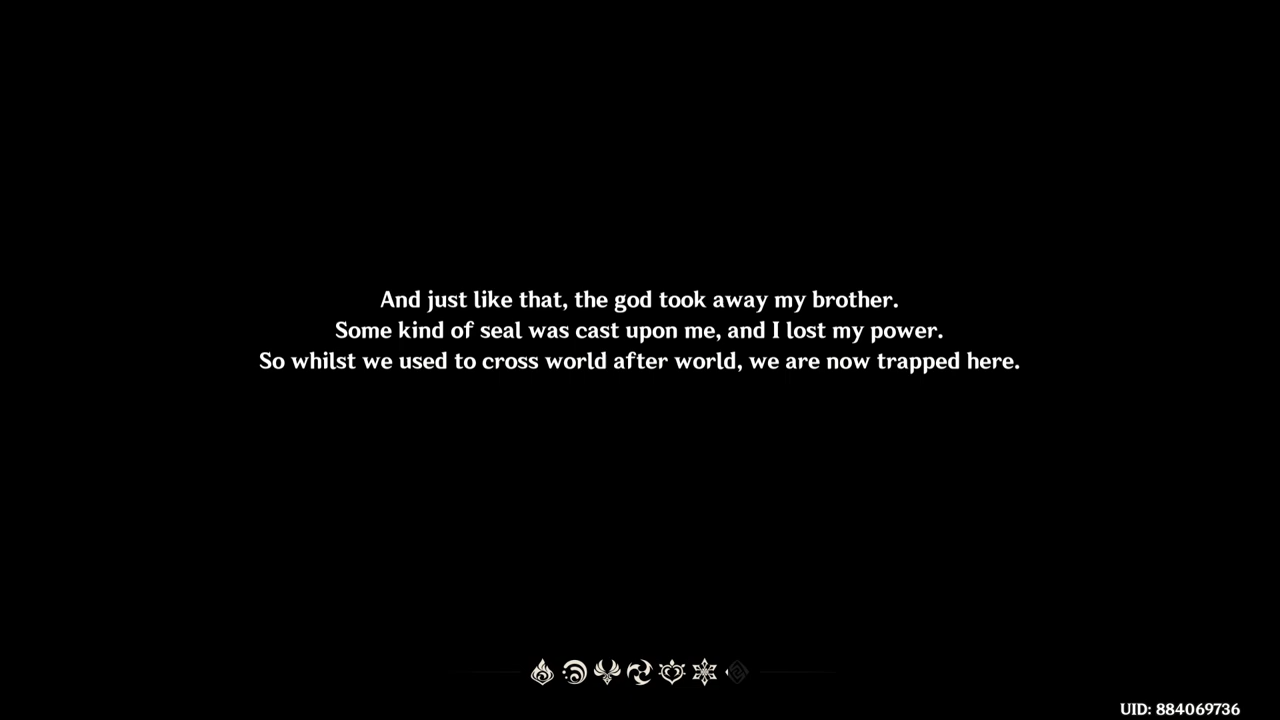 And just like that, the god took away my brother.
Some kind of seal was cast upon me, and I lost my power.
So whilst we used to cross world after world, we are now trapped here.
UID: 884069736